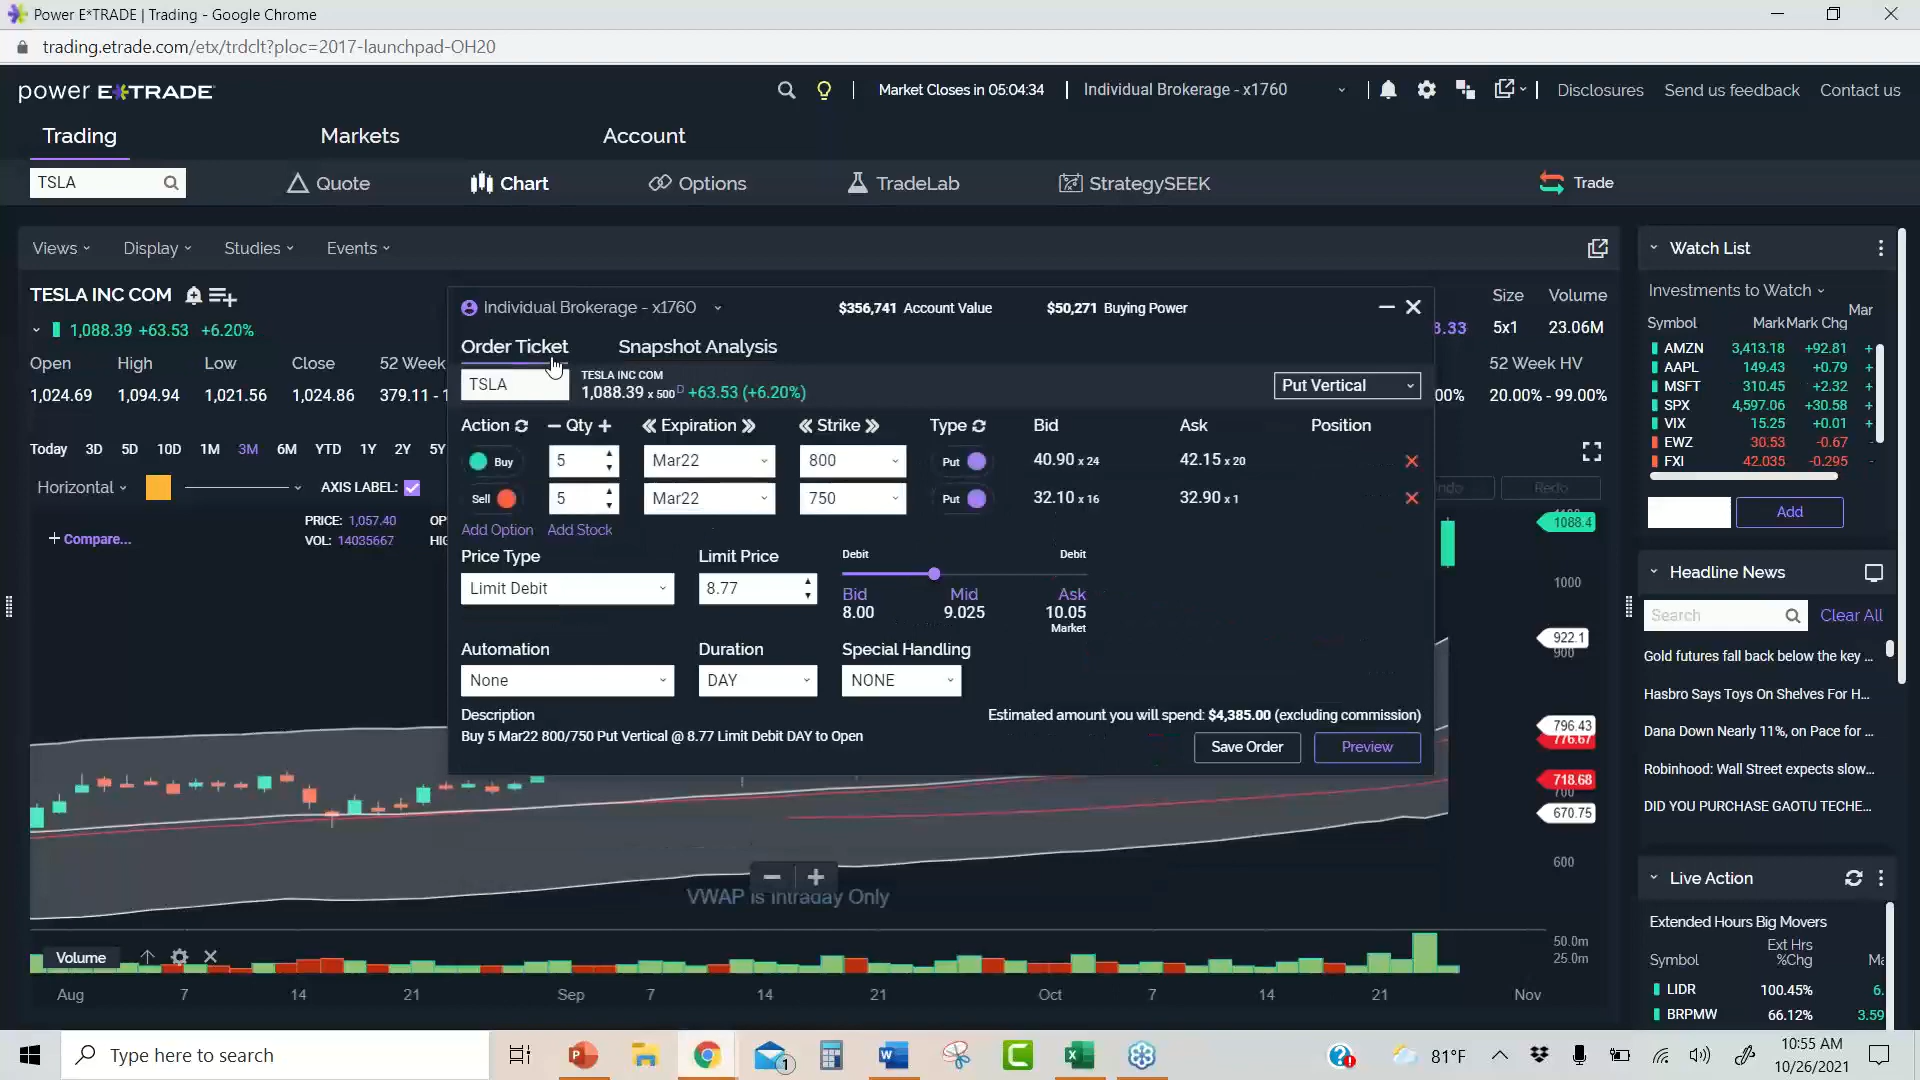 Power E*TRADE | Trading - Google Chrome
trading.etrade.com/etx/trdclt?ploc=2017-launchpad-OH20
power E*TRADE
Market Closes in 05:04:34
Individual Brokerage - x1760
Disclosures
Send us feedback
Contact us
Trading
Markets
Account
TSLA
Quote
Chart
Options
TradeLab
StrategySEEK
Trade
Views
Display
Studies
Events
TESLA INC COM
1,088.39 +63.53 +6.20%
Open
High
Low
Close
52 Week
1,024.69
1,094.94
1,021.56
1,024.86
379.11 - 1
Today 3D 5D 10D 1M 3M 6M YTD 1Y 2Y 5Y
Horizontal
AXIS LABEL:
PRICE: 1,057.40
VOL: 14035667
+ Compare...
Individual Brokerage - x1760
$356,741 Account Value
$50,271 Buying Power
Order Ticket
Snapshot Analysis
TSLA
TESLA INC COM
1,088.39 x 500 D +63.53 (+6.20%)
Put Vertical
Action
Qty
Expiration
Strike
Type
Bid
Ask
Position
Buy 5 Mar22 800 Put 40.90 x 24 42.15 x 20
Sell 5 Mar22 750 Put 32.10 x 16 32.90 x 1
Add Option
Add Stock
Price Type
Limit Price
Debit
Debit
Limit Debit
8.77
Bid
Mid
Ask
8.00
9.025
10.05
Market
Automation
Duration
Special Handling
None
DAY
NONE
Description
Buy 5 Mar22 800/750 Put Vertical @ 8.77 Limit Debit DAY to Open
Estimated amount you will spend: $4,385.00 (excluding commission)
Save Order
Preview
Size
Volume
8.33
5x1
23.06M
52 Week HV
00%
20.00% - 99.00%
Redo
1088.4
1000
922.1
900
796.43
776.67
718.68
700
670.75
600
VWAP is Intraday Only
Volume
50.0m
25.0m
Aug 7 14 21 Sep 7 14 21 Oct 7 14 21 Nov
Watch List
Investments to Watch
Mar
Symbol
Mark
Mark Chg
AMZN 3,413.18 +92.81 +
AAPL 149.43 +0.79 +
MSFT 310.45 +2.32 +
SPX 4,597.06 +30.58 +
VIX 15.25 +0.01 +
EWZ 30.53 -0.67 -
FXI 42.035 -0.295 -
Add
Headline News
Search
Clear All
Gold futures fall back below the key ...
Hasbro Says Toys On Shelves For H...
Dana Down Nearly 11%, on Pace for ...
Robinhood: Wall Street expects slow...
DID YOU PURCHASE GAOTU TECHE...
Live Action
Extended Hours Big Movers
Ext Hrs
Symbol
%Chg
LIDR 100.45% 6.
BRPMW 66.12% 3.59
Type here to search
81°F
10:55 AM
10/26/2021